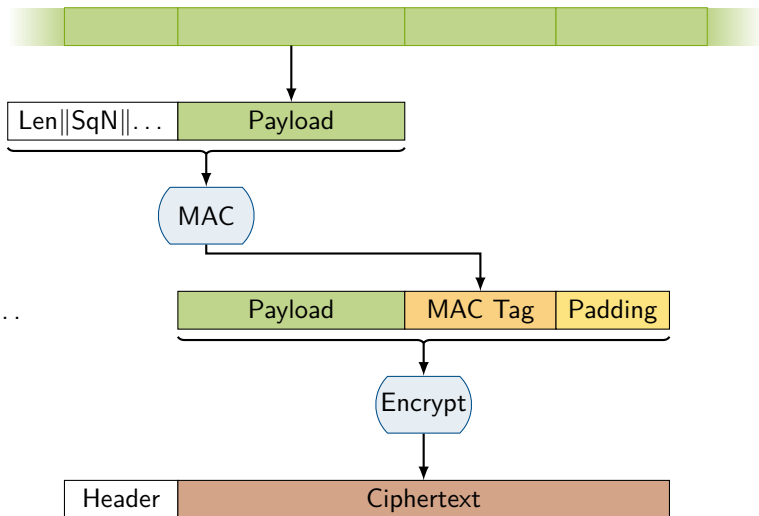 Len∥SqN∥... Payload
MAC
.. Payload MAC Tag Padding
Encrypt
Header Ciphertext